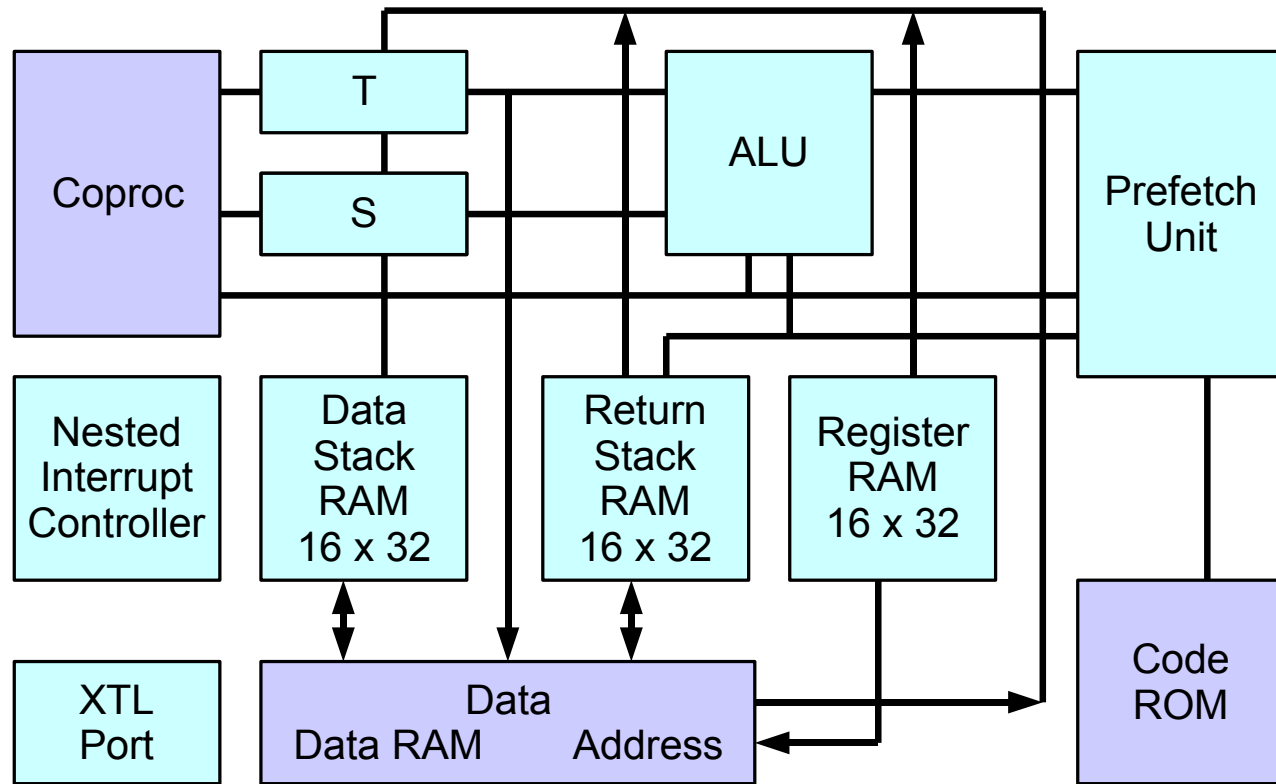 T
Coproc
S
ALU
Prefetch
Unit
Nested
Interrupt
Controller
Data
Stack
RAM
16 x 32
Return
Stack
RAM
16 x 32
Register
RAM
16 x 32
XTL
Port
Data
Data RAM Address
Code
ROM